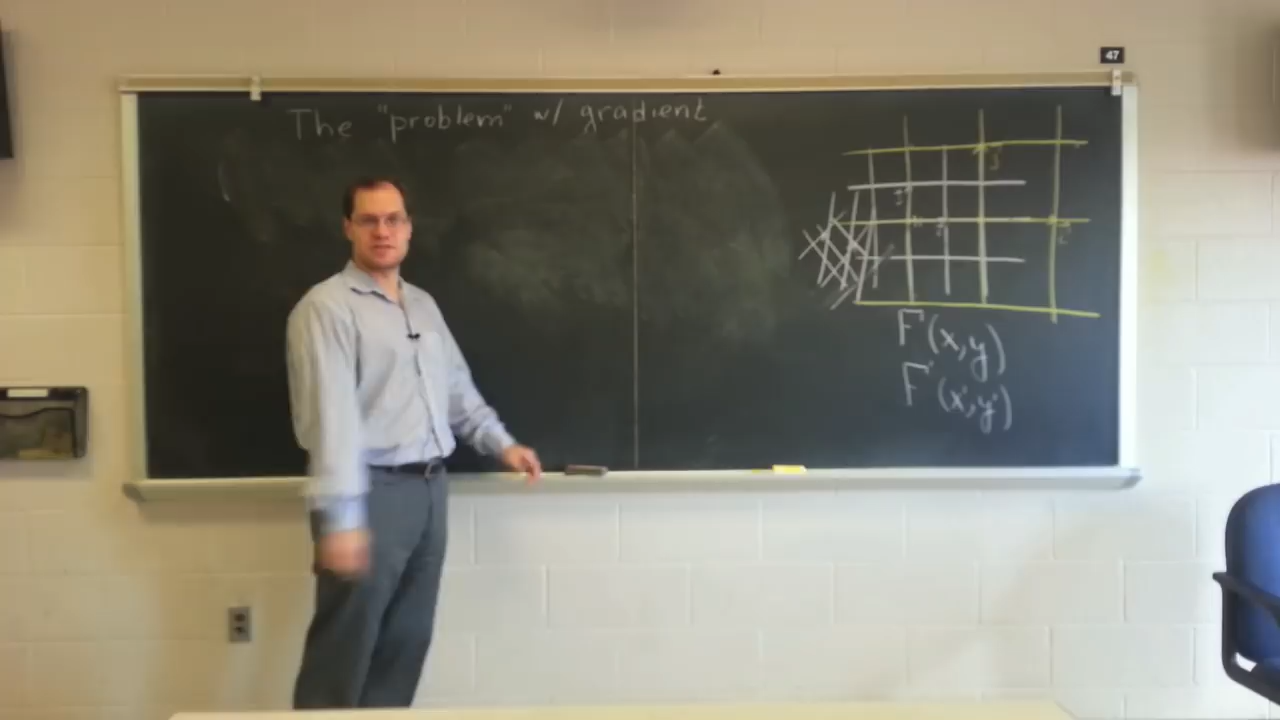 The "problem" w/ gradient
47
F(x,y)
F'(x',y')